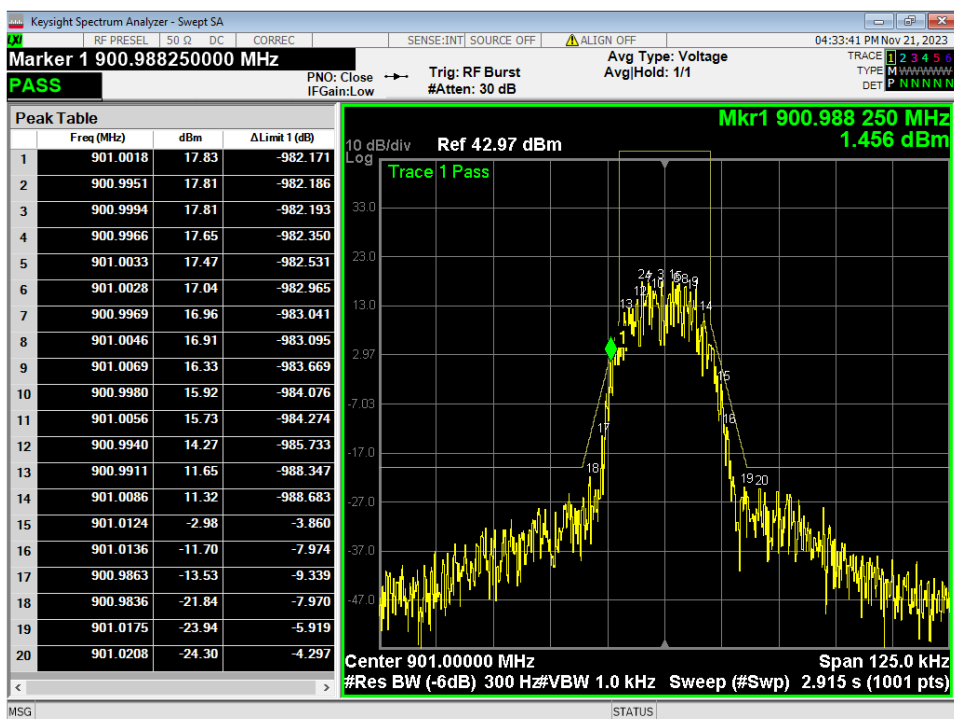 Keysight Spectrum Analyzer - Swept SA
LXI RF PRESEL 50 Ω DC CORREC SENSE:INT SOURCE OFF ALIGN OFF 04:33:41 PM Nov 21, 2023
Marker 1 900.988250000 MHz
PASS
PNO: Close
IFGain:Low
Trig: RF Burst
#Atten: 30 dB
Avg Type: Voltage
Avg|Hold: 1/1
TRACE 1 2 3 4 5 6
TYPE M W W W W W
DET P N N N N N
Peak Table
Freq (MHz) dBm ΔLimit 1 (dB)
1 901.0018 17.83 -982.171
2 900.9951 17.81 -982.186
3 900.9994 17.81 -982.193
4 900.9966 17.65 -982.350
5 901.0033 17.47 -982.531
6 901.0028 17.04 -982.965
7 900.9969 16.96 -983.041
8 901.0046 16.91 -983.095
9 901.0069 16.33 -983.669
10 900.9980 15.92 -984.076
11 901.0056 15.73 -984.274
12 900.9940 14.27 -985.733
13 900.9911 11.65 -988.347
14 901.0086 11.32 -988.683
15 901.0124 -2.98 -3.860
16 901.0136 -11.70 -7.974
17 900.9863 -13.53 -9.339
18 900.9836 -21.84 -7.970
19 901.0175 -23.94 -5.919
20 901.0208 -24.30 -4.297
Mkr1 900.988 250 MHz
1.456 dBm
10 dB/div Ref 42.97 dBm
Log
Trace 1 Pass
33.0
23.0
13.0
2.97
-7.03
-17.0
-27.0
-37.0
-47.0
12
13
14
1
15
16
17
18
19 20
Center 901.00000 MHz Span 125.0 kHz
#Res BW (-6dB) 300 Hz #VBW 1.0 kHz Sweep (#Swp) 2.915 s (1001 pts)
MSG STATUS